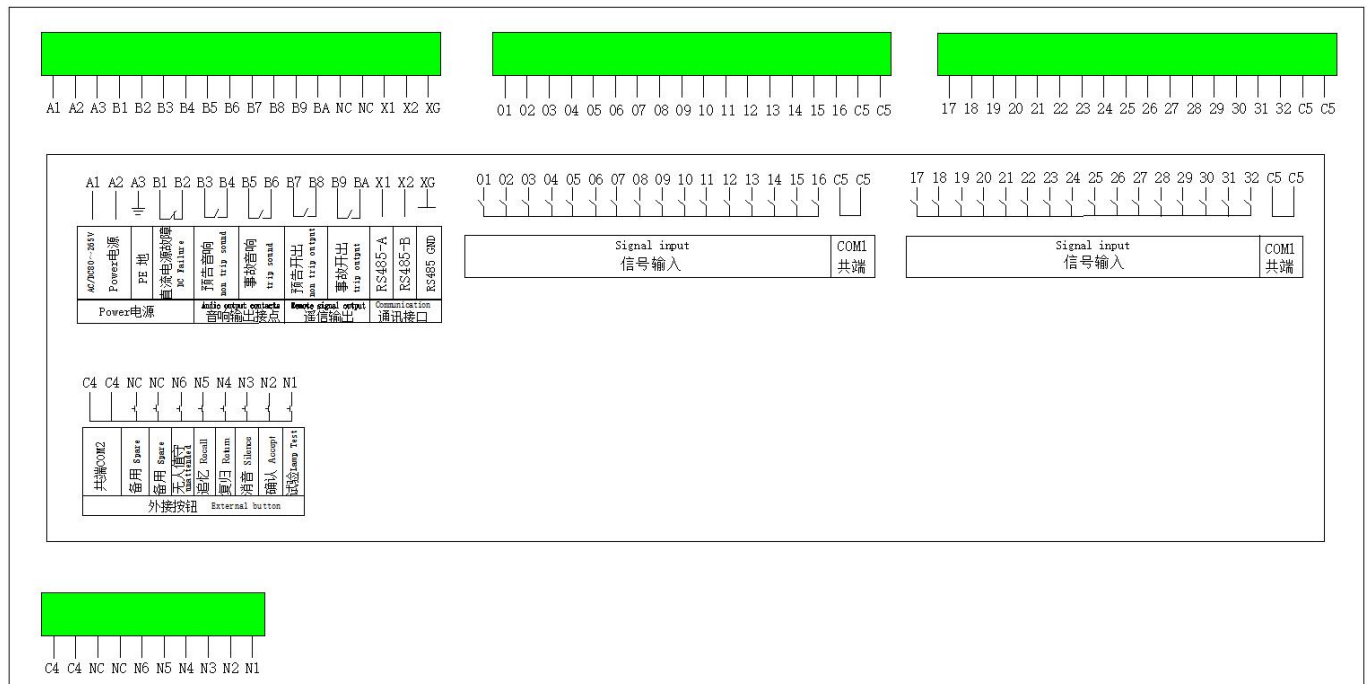 A1 A2 A3 B1 B2 B3 B4 B5 B6 B7 B8 B9 BA NC NC X1 X2 XG
01 02 03 04 05 06 07 08 09 10 11 12 13 14 15 16 C5 C5
17 18 19 20 21 22 23 24 25 26 27 28 29 30 31 32 C5 C5
A1 A2 A3 B1 B2 B3 B4 B5 B6 B7 B8 B9 BA X1 X2 XG
01 02 03 04 05 06 07 08 09 10 11 12 13 14 15 16 C5 C5
17 18 19 20 21 22 23 24 25 26 27 28 29 30 31 32 C5 C5
AC/DC80~265V
Power电源
PE 地
直流电源故障
DC Failure
预告音响
non trip sound
事故音响
trip sound
预告开出
non trip output
事故开出
trip output
RS485-A
RS485-B
RS485 GND
Power电源
Audio output contacts
音响输出接点
Remote signal output
遥信输出
Communication
通讯接口
Signal input
信号输入
COM1
共端
Signal input
信号输入
COM1
共端
C4 C4 NC NC N6 N5 N4 N3 N2 N1
共端COM2
备用 Spare
备用 Spare
无人值守
unattended
追忆 Recall
复归 Return
消音 Silence
确认 Accept
试验Lamp Test
外接按钮 External button
C4 C4 NC NC N6 N5 N4 N3 N2 N1